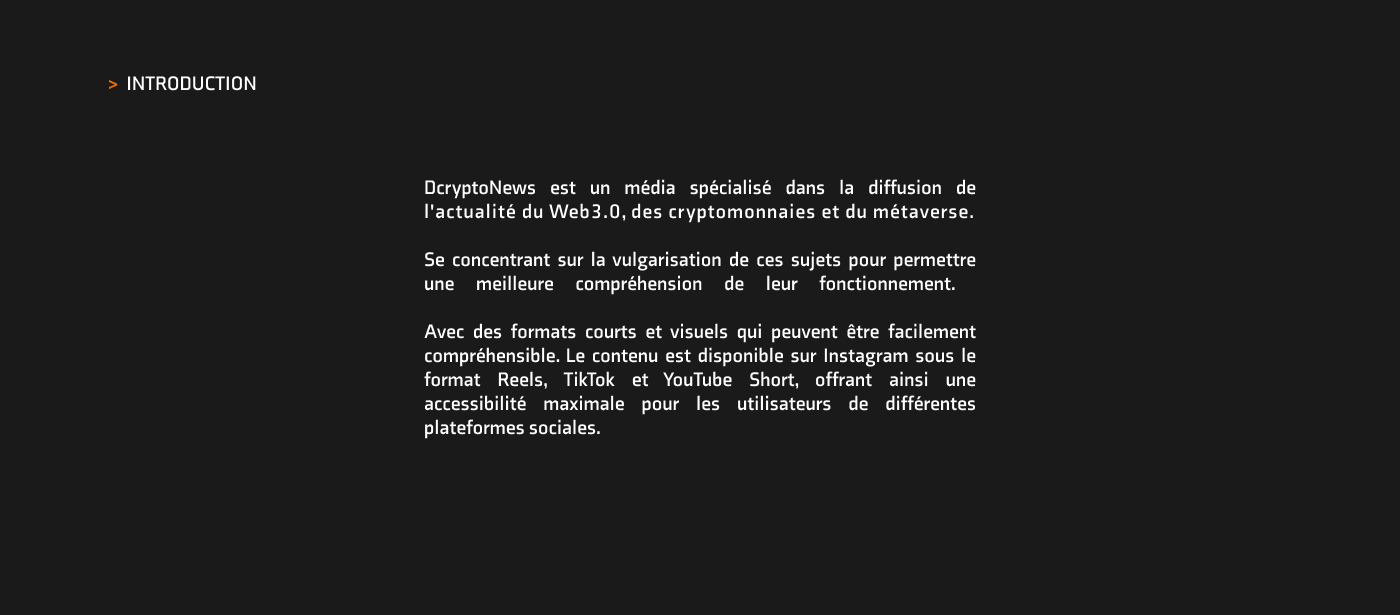 > INTRODUCTION
DcryptoNews est un média spécialisé dans la diffusion de
l'actualité du Web3.0, des cryptomonnaies et du métaverse.
Se concentrant sur la vulgarisation de ces sujets pour permettre
une meilleure compréhension de leur fonctionnement.
Avec des formats courts et visuels qui peuvent être facilement
compréhensible. Le contenu est disponible sur Instagram sous le
format Reels, TikTok et YouTube Short, offrant ainsi une
accessibilité maximale pour les utilisateurs de différentes
plateformes sociales.